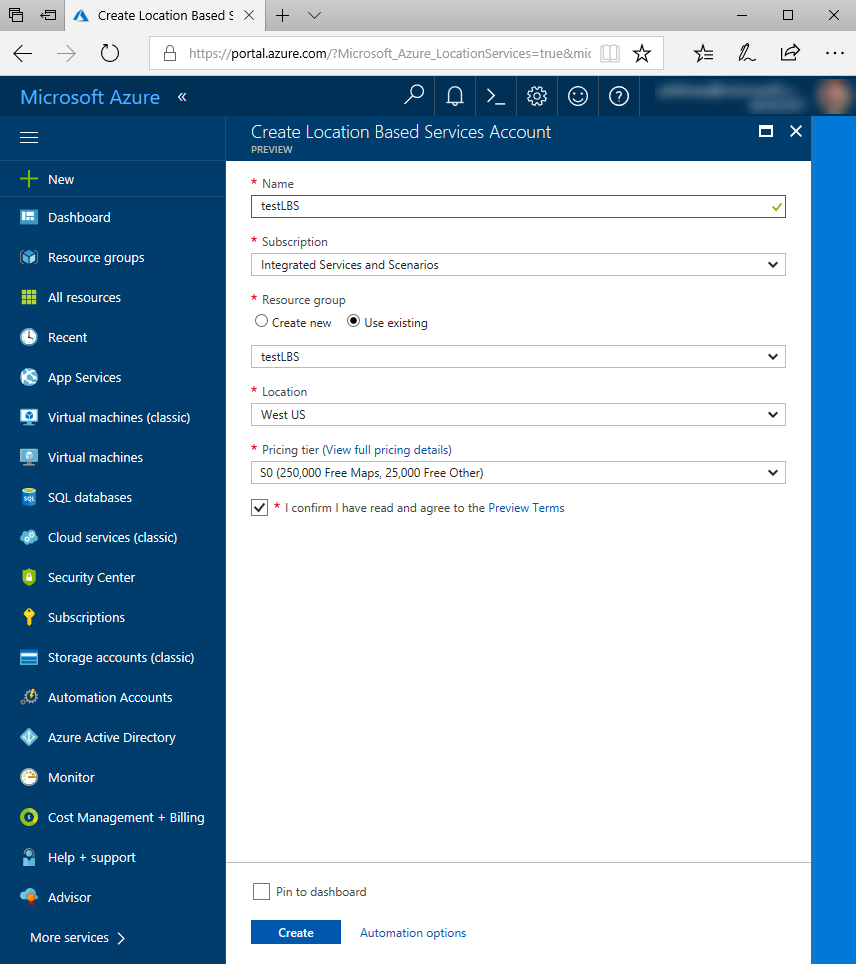 Create Location Based S
https://portal.azure.com/?Microsoft_Azure_LocationServices=true&mic
Microsoft Azure
Create Location Based Services Account
PREVIEW
New
Dashboard
Resource groups
All resources
Recent
App Services
Virtual machines (classic)
Virtual machines
SQL databases
Cloud services (classic)
Security Center
Subscriptions
Storage accounts (classic)
Automation Accounts
Azure Active Directory
Monitor
Cost Management + Billing
Help + support
Advisor
More services
* Name
testLBS
* Subscription
Integrated Services and Scenarios
* Resource group
Create new Use existing
testLBS
* Location
West US
* Pricing tier (View full pricing details)
S0 (250,000 Free Maps, 25,000 Free Other)
* I confirm I have read and agree to the Preview Terms
Pin to dashboard
Create Automation options